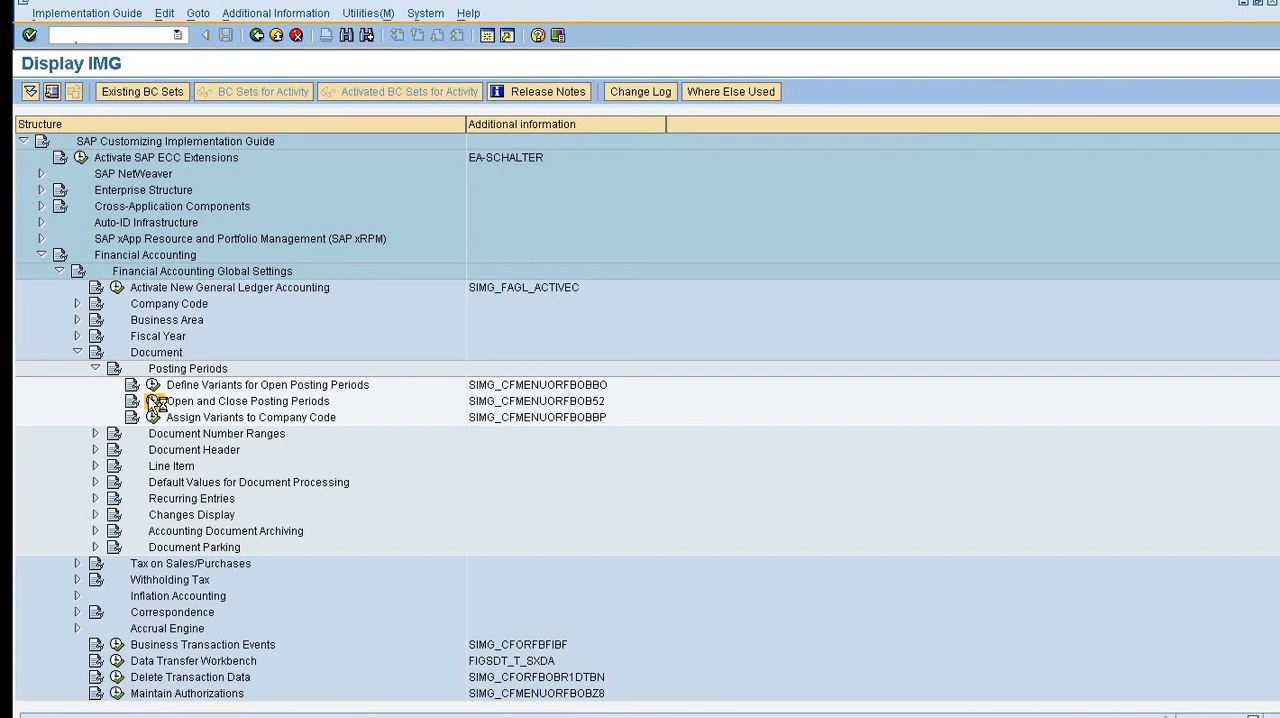 Implementation Guide Edit Goto Additional Information Utilities(M) System Help
Display IMG
Existing BC Sets BC Sets for Activity Activated BC Sets for Activity Release Notes Change Log Where Else Used
Structure Additional information
SAP Customizing Implementation Guide
Activate SAP ECC Extensions EA-SCHALTER
SAP NetWeaver
Enterprise Structure
Cross-Application Components
Auto-ID Infrastructure
SAP xApp Resource and Portfolio Management (SAP xRPM)
Financial Accounting
Financial Accounting Global Settings
Activate New General Ledger Accounting SIMG_FAGL_ACTIVEC
Company Code
Business Area
Fiscal Year
Document
Posting Periods
Define Variants for Open Posting Periods SIMG_CFMENUORFBOBBO
Open and Close Posting Periods SIMG_CFMENUORFBOB52
Assign Variants to Company Code SIMG_CFMENUORFBOBBP
Document Number Ranges
Document Header
Line Item
Default Values for Document Processing
Recurring Entries
Changes Display
Accounting Document Archiving
Document Parking
Tax on Sales/Purchases
Withholding Tax
Inflation Accounting
Correspondence
Accrual Engine
Business Transaction Events SIMG_CFORFBFIBF
Data Transfer Workbench FIGSDT_T_SXDA
Delete Transaction Data SIMG_CFORFBOBR1DTBN
Maintain Authorizations SIMG_CFMENUORFBOBZ8